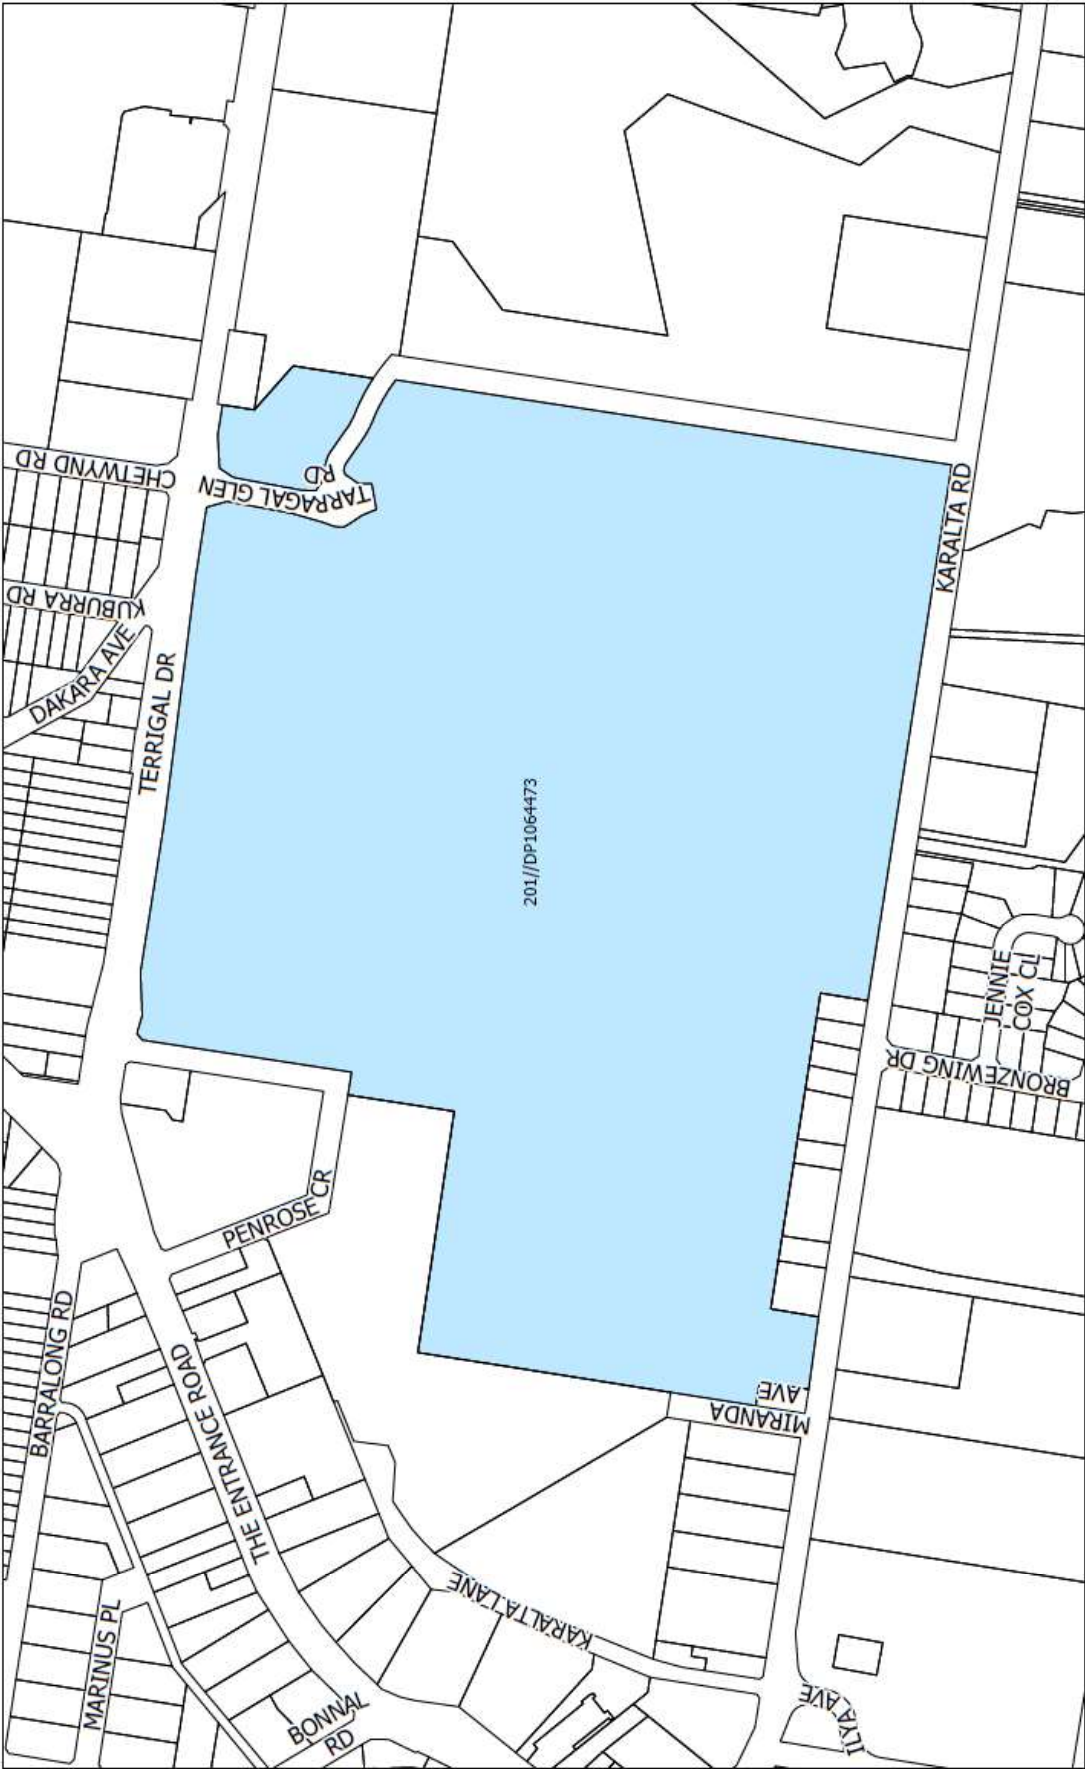 CHETWYND RD
TARRAGAL GLEN
RD
KARALTA RD
KUBURRA RD
DAKARA AVE
TERRIGAL DR
201//DP1064473
JENNIE
COX CL
BRONZEWING DR
PENROSE CR
BARRALONG RD
THE ENTRANCE ROAD
MIRANDA
AVE
KARALTA LANE
MARINUS PL
BONNAL
RD
ILYA AVE